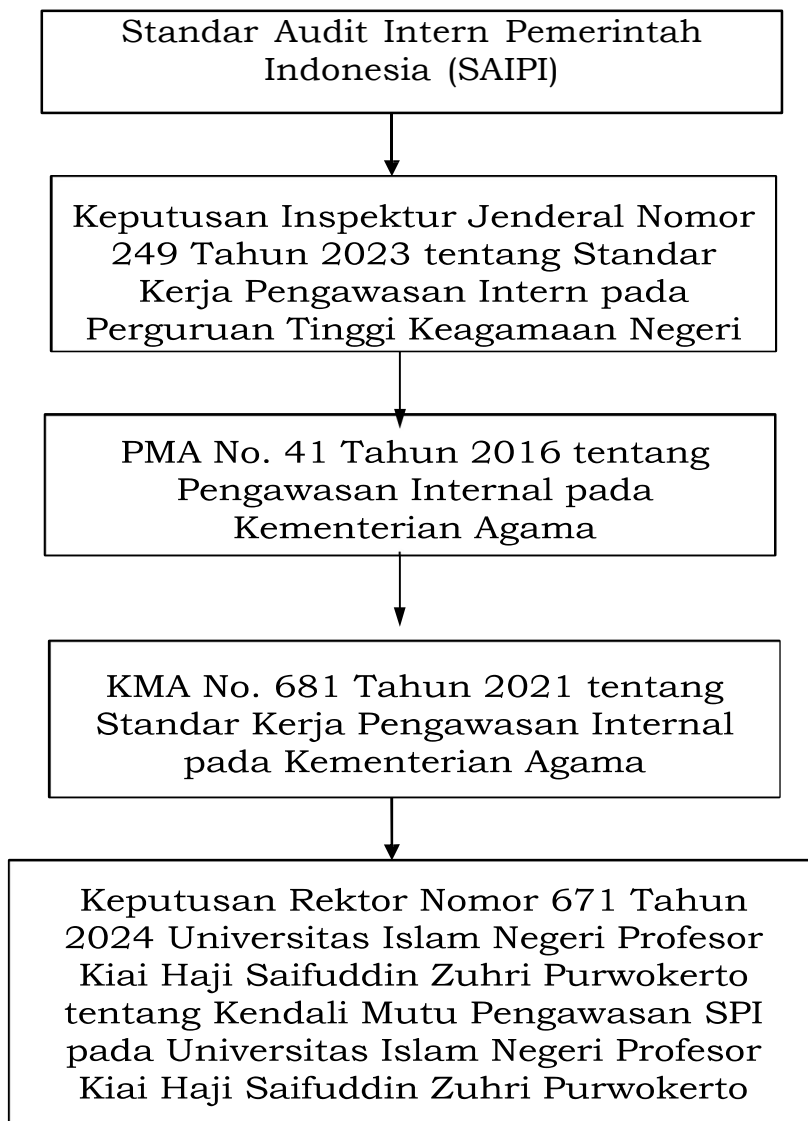 Standar Audit Intern Pemerintah
Indonesia (SAIPI)
Keputusan Inspektur Jenderal Nomor
249 Tahun 2023 tentang Standar
Kerja Pengawasan Intern pada
Perguruan Tinggi Keagamaan Negeri
PMA No. 41 Tahun 2016 tentang
Pengawasan Internal pada
Kementerian Agama
KMA No. 681 Tahun 2021 tentang
Standar Kerja Pengawasan Internal
pada Kementerian Agama
Keputusan Rektor Nomor 671 Tahun
2024 Universitas Islam Negeri Profesor
Kiai Haji Saifuddin Zuhri Purwokerto
tentang Kendali Mutu Pengawasan SPI
pada Universitas Islam Negeri Profesor
Kiai Haji Saifuddin Zuhri Purwokerto